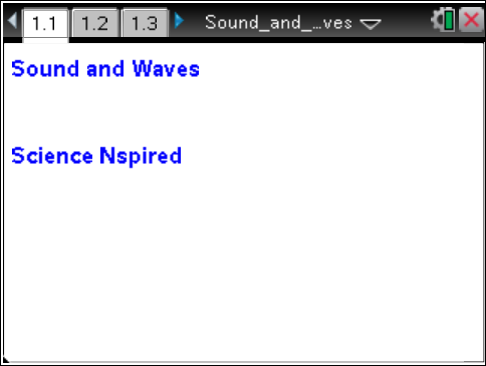 1.1 1.2 1.3 Sound_and_...ves
Sound and Waves
Science Nspired